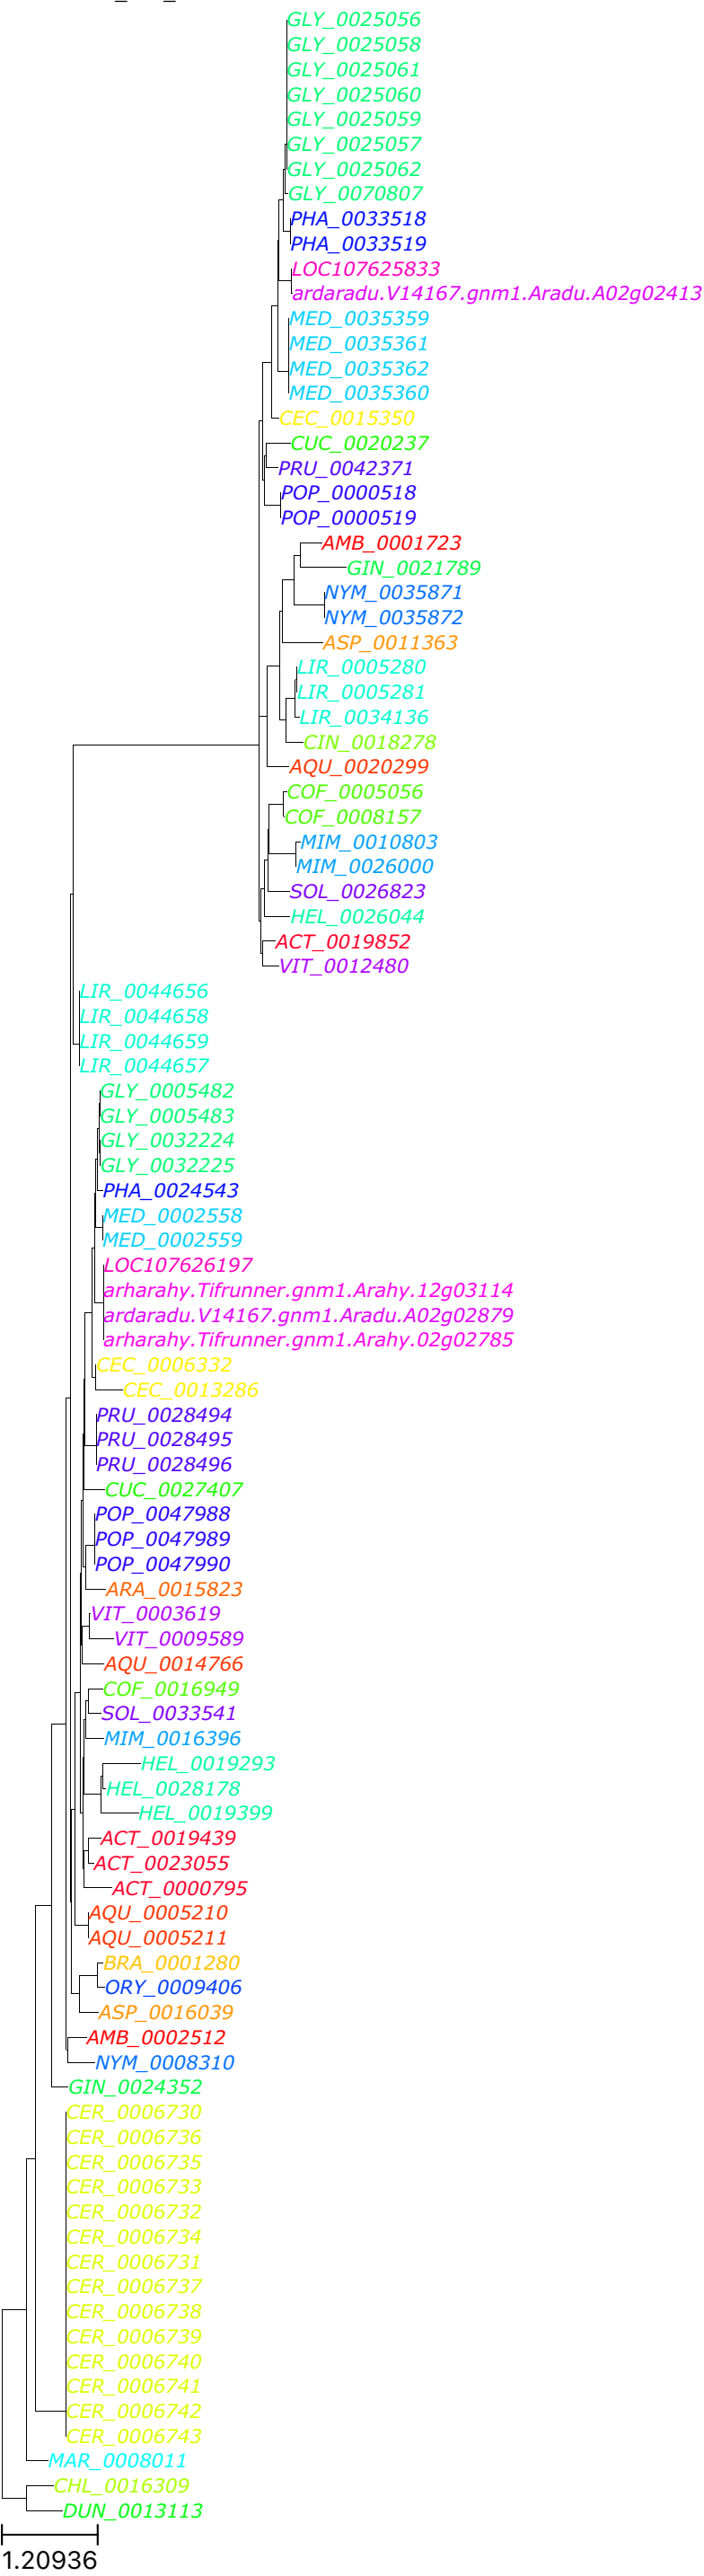 GLY_0025056
GLY_0025058
GLY_0025061
GLY_0025060
GLY_0025059
GLY_0025057
GLY_0025062
GLY_0070807
PHA_0033518
PHA_0033519
LOC107625833
ardaradu.V14167.gnm1.Aradu.A02g02413
MED_0035359
MED_0035361
MED_0035362
MED_0035360
CEC_0015350
CUC_0020237
PRU_0042371
POP_0000518
POP_0000519
AMB_0001723
GIN_0021789
NYM_0035871
NYM_0035872
ASP_0011363
LIR_0005280
LIR_0005281
LIR_0034136
CIN_0018278
AQU_0020299
COF_0005056
COF_0008157
MIM_0010803
MIM_0026000
SOL_0026823
HEL_0026044
ACT_0019852
VIT_0012480
LIR_0044656
LIR_0044658
LIR_0044659
LIR_0044657
GLY_0005482
GLY_0005483
GLY_0032224
GLY_0032225
PHA_0024543
MED_0002558
MED_0002559
LOC107626197
arharahy.Tifrunner.gnm1.Arahy.12g03114
ardaradu.V14167.gnm1.Aradu.A02g02879
arharahy.Tifrunner.gnm1.Arahy.02g02785
CEC_0006332
CEC_0013286
PRU_0028494
PRU_0028495
PRU_0028496
CUC_0027407
POP_0047988
POP_0047989
POP_0047990
ARA_0015823
VIT_0003619
VIT_0009589
AQU_0014766
COF_0016949
SOL_0033541
MIM_0016396
HEL_0019293
HEL_0028178
HEL_0019399
ACT_0019439
ACT_0023055
ACT_0000795
AQU_0005210
AQU_0005211
BRA_0001280
ORY_0009406
ASP_0016039
AMB_0002512
NYM_0008310
GIN_0024352
CER_0006730
CER_0006736
CER_0006735
CER_0006733
CER_0006732
CER_0006734
CER_0006731
CER_0006737
CER_0006738
CER_0006739
CER_0006740
CER_0006741
CER_0006742
CER_0006743
MAR_0008011
CHL_0016309
DUN_0013113
1.20936